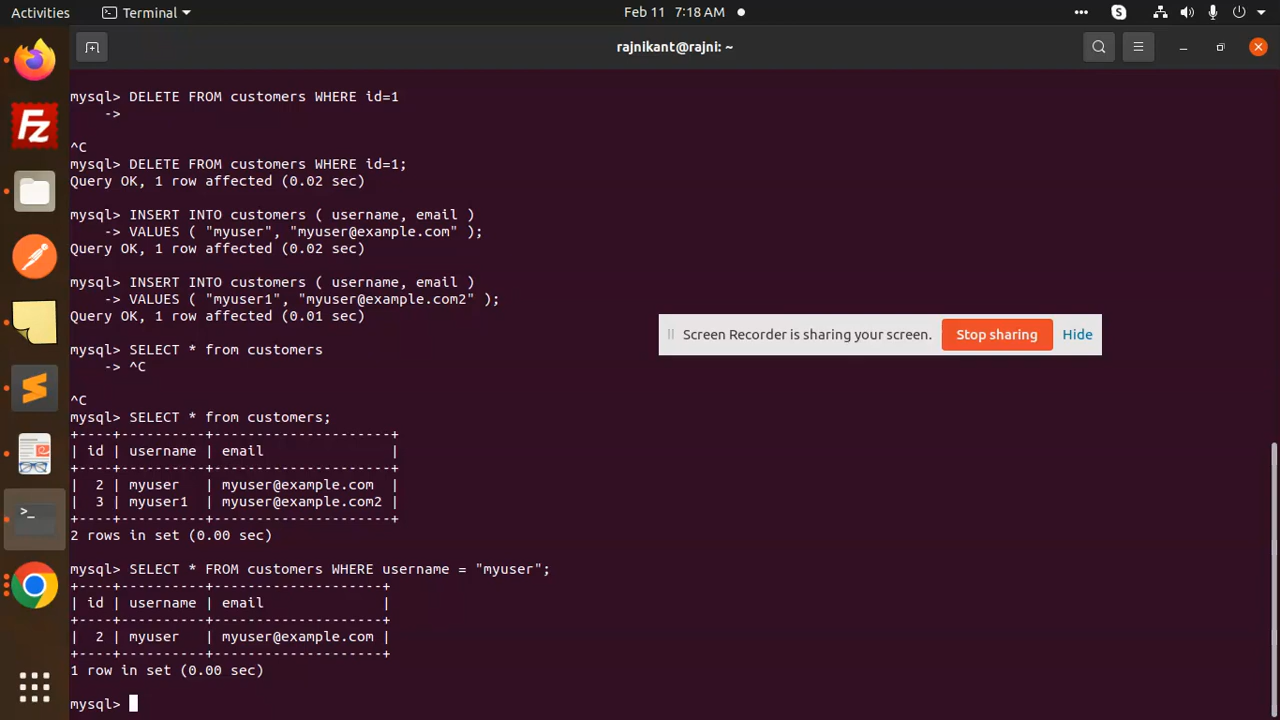 Activities
Terminal
Feb 11 7:18 AM
rajnikant@rajni: ~
mysql> DELETE FROM customers WHERE id=1
    ->
^C
mysql> DELETE FROM customers WHERE id=1;
Query OK, 1 row affected (0.02 sec)
mysql> INSERT INTO customers ( username, email )
    -> VALUES ( "myuser", "myuser@example.com" );
Query OK, 1 row affected (0.02 sec)
mysql> INSERT INTO customers ( username, email )
    -> VALUES ( "myuser1", "myuser@example.com2" );
Query OK, 1 row affected (0.01 sec)
Screen Recorder is sharing your screen.
Stop sharing
Hide
mysql> SELECT * from customers
    -> ^C
^C
mysql> SELECT * from customers;
+----+----------+---------------------+
| id | username | email               |
+----+----------+---------------------+
|  2 | myuser   | myuser@example.com  |
|  3 | myuser1  | myuser@example.com2 |
+----+----------+---------------------+
2 rows in set (0.00 sec)
mysql> SELECT * FROM customers WHERE username = "myuser";
+----+----------+--------------------+
| id | username | email              |
+----+----------+--------------------+
|  2 | myuser   | myuser@example.com |
+----+----------+--------------------+
1 row in set (0.00 sec)
mysql>
Fz
>_
S